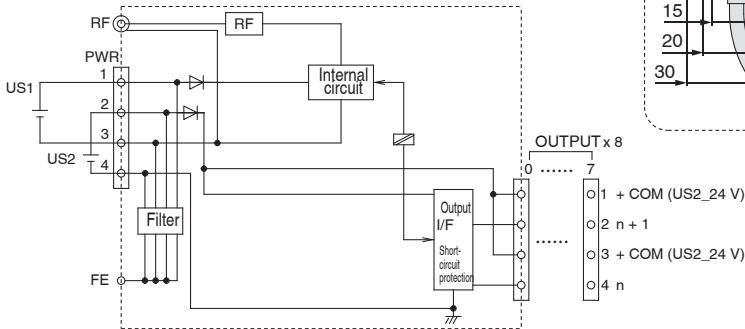 RF
RF
PWR
1
US1
2
3
US2
4
Internal
circuit
Filter
FE
Output
I/F
Short-
circuit
protection
OUTPUT x 8
0 ...... 7
1 + COM (US2_24 V)
2 n + 1
......
3 + COM (US2_24 V)
4 n
15
20
30